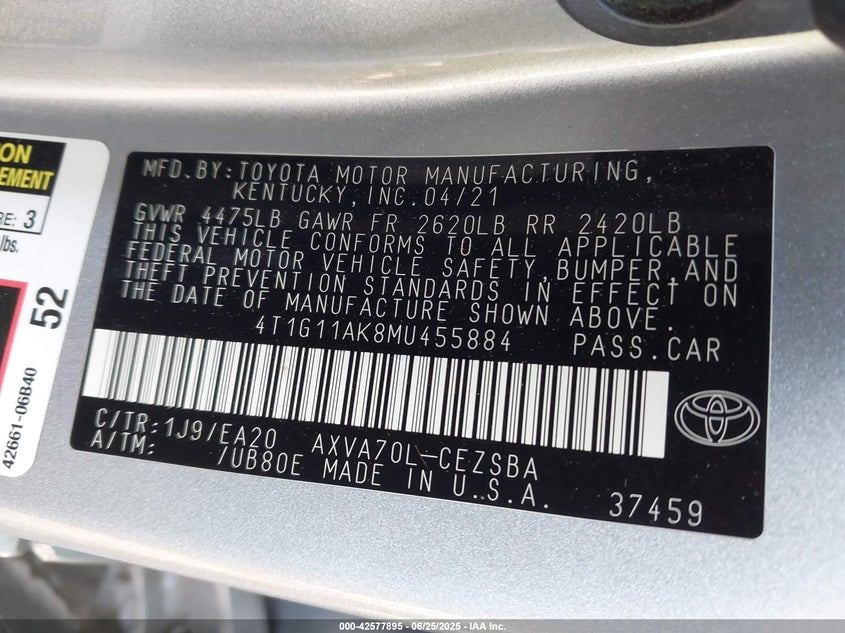 ION
EMENT
RE: 3
lbs.
52
42661-06B40
MFD.BY:TOYOTA MOTOR MANUFACTURING,
KENTUCKY,INC.04/21
GVWR 4475LB GAWR FR 2620LB RR 2420LB
THIS VEHICLE CONFORMS TO ALL APPLICABLE
FEDERAL MOTOR VEHICLE SAFETY,BUMPER,AND
THEFT PREVENTION STANDARDS IN EFFECT ON
THE DATE OF MANUFACTURE SHOWN ABOVE.
4T1G11AK8MU455884 PASS.CAR
C/TR:1J9/EA20 AXVA70L-CEZSBA
A/TM: /UB80E MADE IN U.S.A.
37459
000-42577895 - 06/25/2025 - IAA Inc.